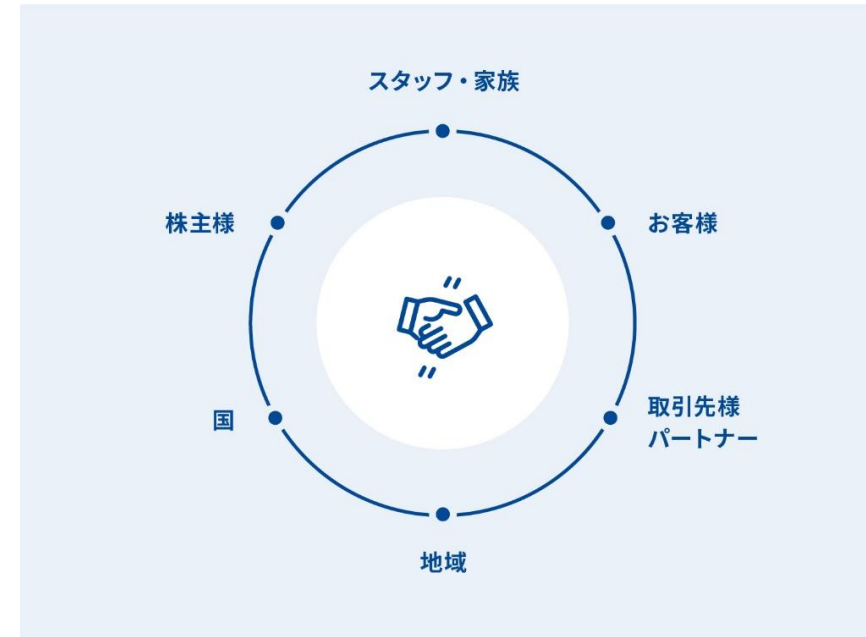 スタッフ・家族
株主様
お客様
国
取引先様
パートナー
地域